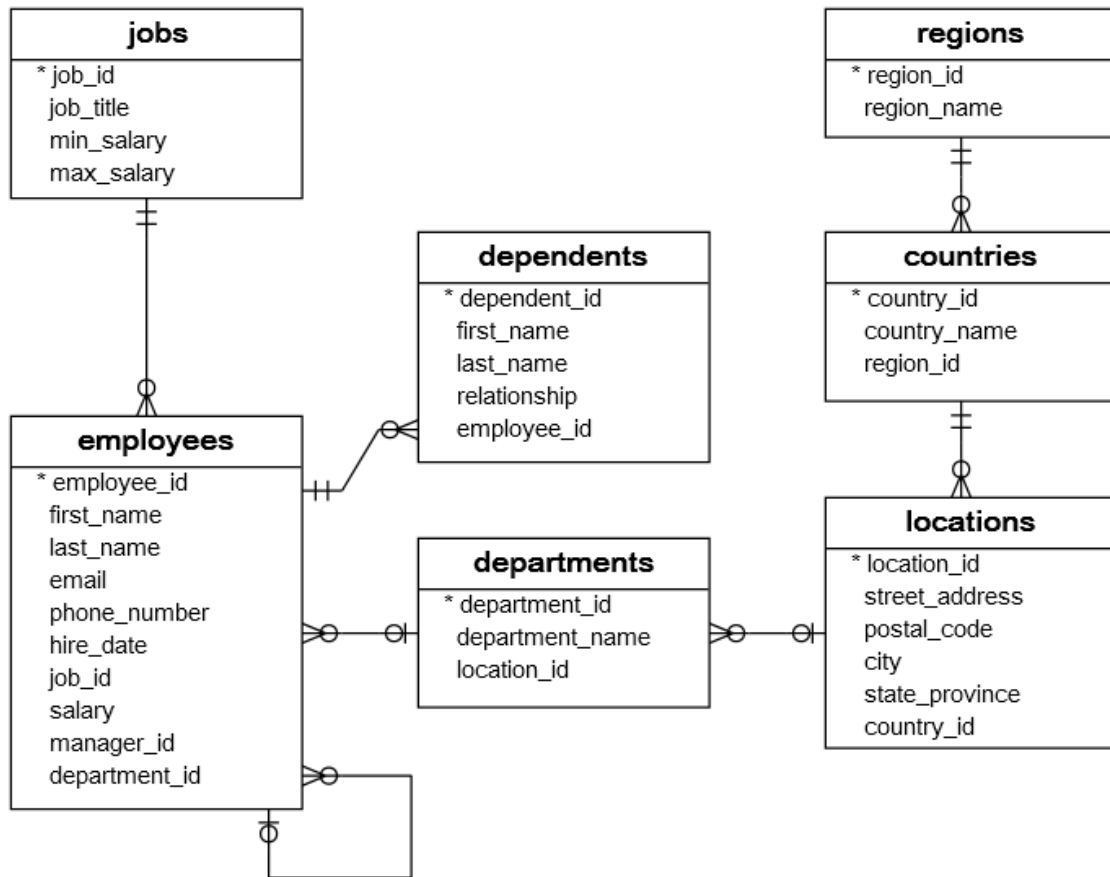 jobs
* job_id
job_title
min_salary
max_salary
regions
* region_id
region_name
dependents
* dependent_id
first_name
last_name
relationship
employee_id
countries
* country_id
country_name
region_id
employees
* employee_id
first_name
last_name
email
phone_number
hire_date
job_id
salary
manager_id
department_id
departments
* department_id
department_name
location_id
locations
* location_id
street_address
postal_code
city
state_province
country_id